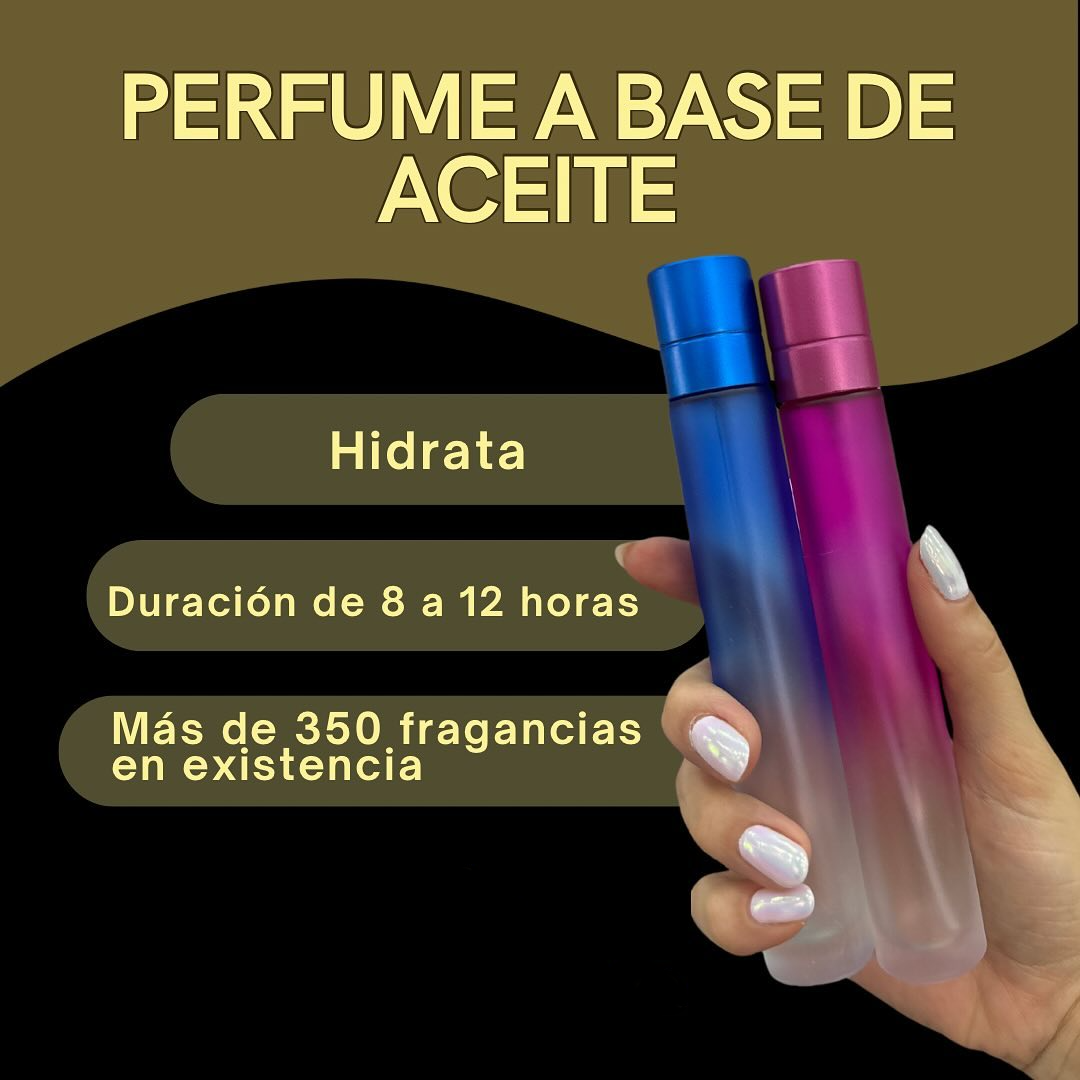 PERFUME A BASE DE
ACEITE
Hidrata
Duración de 8 a 12 horas
Más de 350 fragancias
en existencia